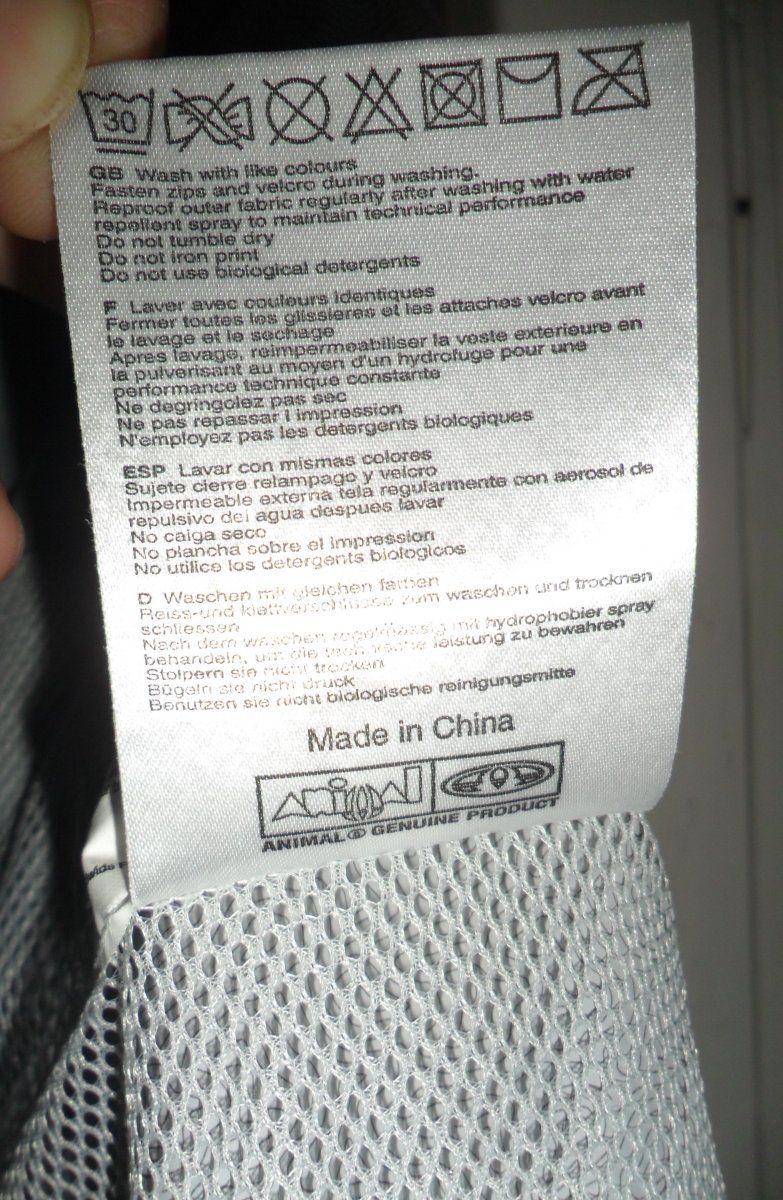 30
GB Wash with like colours
Fasten zips and velcro during washing.
Reproof outer fabric regularly after washing with water
repellent spray to maintain technical performance
Do not tumble dry
Do not iron print
Do not use biological detergents
F Laver avec couleurs identiques
Fermer toutes les glissieres et les attaches velcro avant
le lavage et le sechage
Apres lavage, reimpermeabiliser la veste exterieure en
la pulverisant au moyen d'un hydrofuge pour une
performance technique constante
Ne degringolez pas sec
Ne pas repassar l impression
N'employez pas les detergents biologiques
ESP Lavar con mismas colores
Sujete cierre relampago y velcro
Impermeable externa tela regularmente con aerosol de
repulsivo del agua despues lavar
No caiga seco
No plancha sobre el impression
No utilice los detergents biologicos
D Waschen mit gleichen farben
Reiss-und klettverschlusse zum waschen und trocknen
schliessen
Nach dem waschen regelmassig mit hydrophobier spray
behandeln, um die technische leistung zu bewahren
Stolpern sie nicht trocken
Bügeln sie nicht druck
Benutzen sie nicht biologische reinigungsmitte
Made in China
ANIMAL
ANIMAL® GENUINE PRODUCT